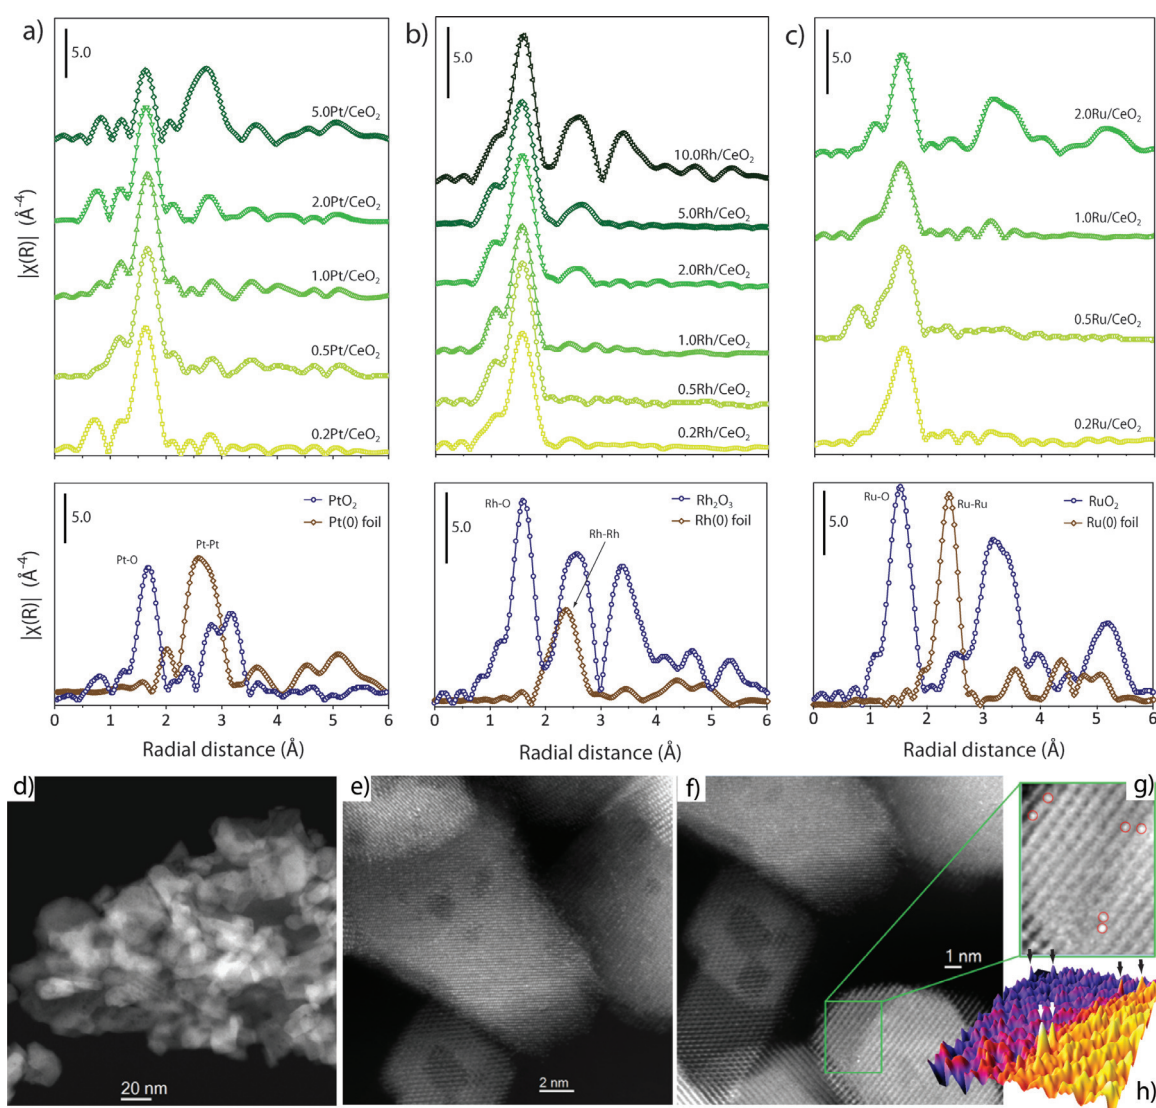 a)
5.0
5.0Pt/CeO₂
2.0Pt/CeO₂
1.0Pt/CeO₂
0.5Pt/CeO₂
0.2Pt/CeO₂
|χ(R)| (Å⁻⁴)
b)
5.0
10.0Rh/CeO₂
5.0Rh/CeO₂
2.0Rh/CeO₂
1.0Rh/CeO₂
0.5Rh/CeO₂
0.2Rh/CeO₂
c)
5.0
2.0Ru/CeO₂
1.0Ru/CeO₂
0.5Ru/CeO₂
0.2Ru/CeO₂
5.0
PtO₂
Pt(0) foil
Pt-O
Pt-Pt
|χ(R)| (Å⁻⁴)
0 1 2 3 4 5 6
Radial distance (Å)
5.0
Rh-O
Rh₂O₃
Rh(0) foil
Rh-Rh
0 1 2 3 4 5 6
Radial distance (Å)
5.0
Ru-O
Ru-Ru
RuO₂
Ru(0) foil
0 1 2 3 4 5 6
Radial distance (Å)
d)
20 nm
e)
2 nm
f)
1 nm
g)
h)